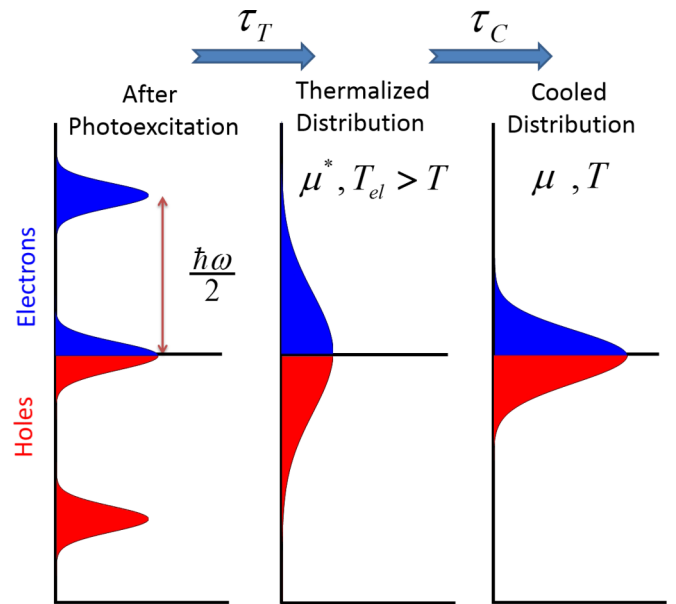 τ_T
τ_C
After
Photoexcitation
Thermalized
Distribution
Cooled
Distribution
μ*, T_el > T
μ , T
Electrons
Holes
ħω
2